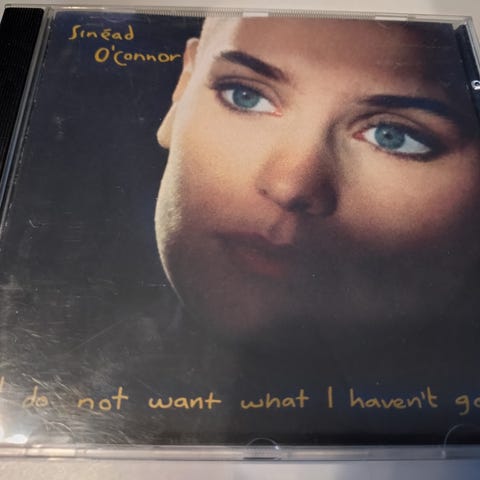 Sinéad
O'Connor
I do not want what I haven't go